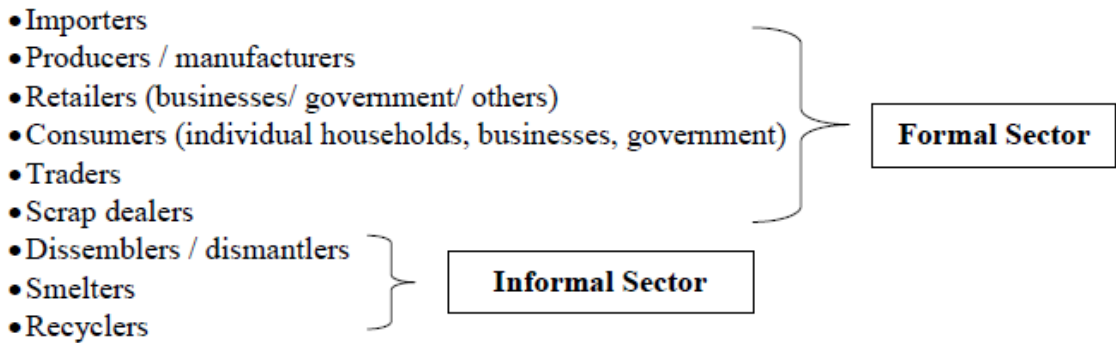 •Importers
•Producers / manufacturers
•Retailers (businesses/ government/ others)
•Consumers (individual households, businesses, government)
Formal Sector
•Traders
•Scrap dealers
•Dissemblers / dismantlers
•Smelters
Informal Sector
•Recyclers